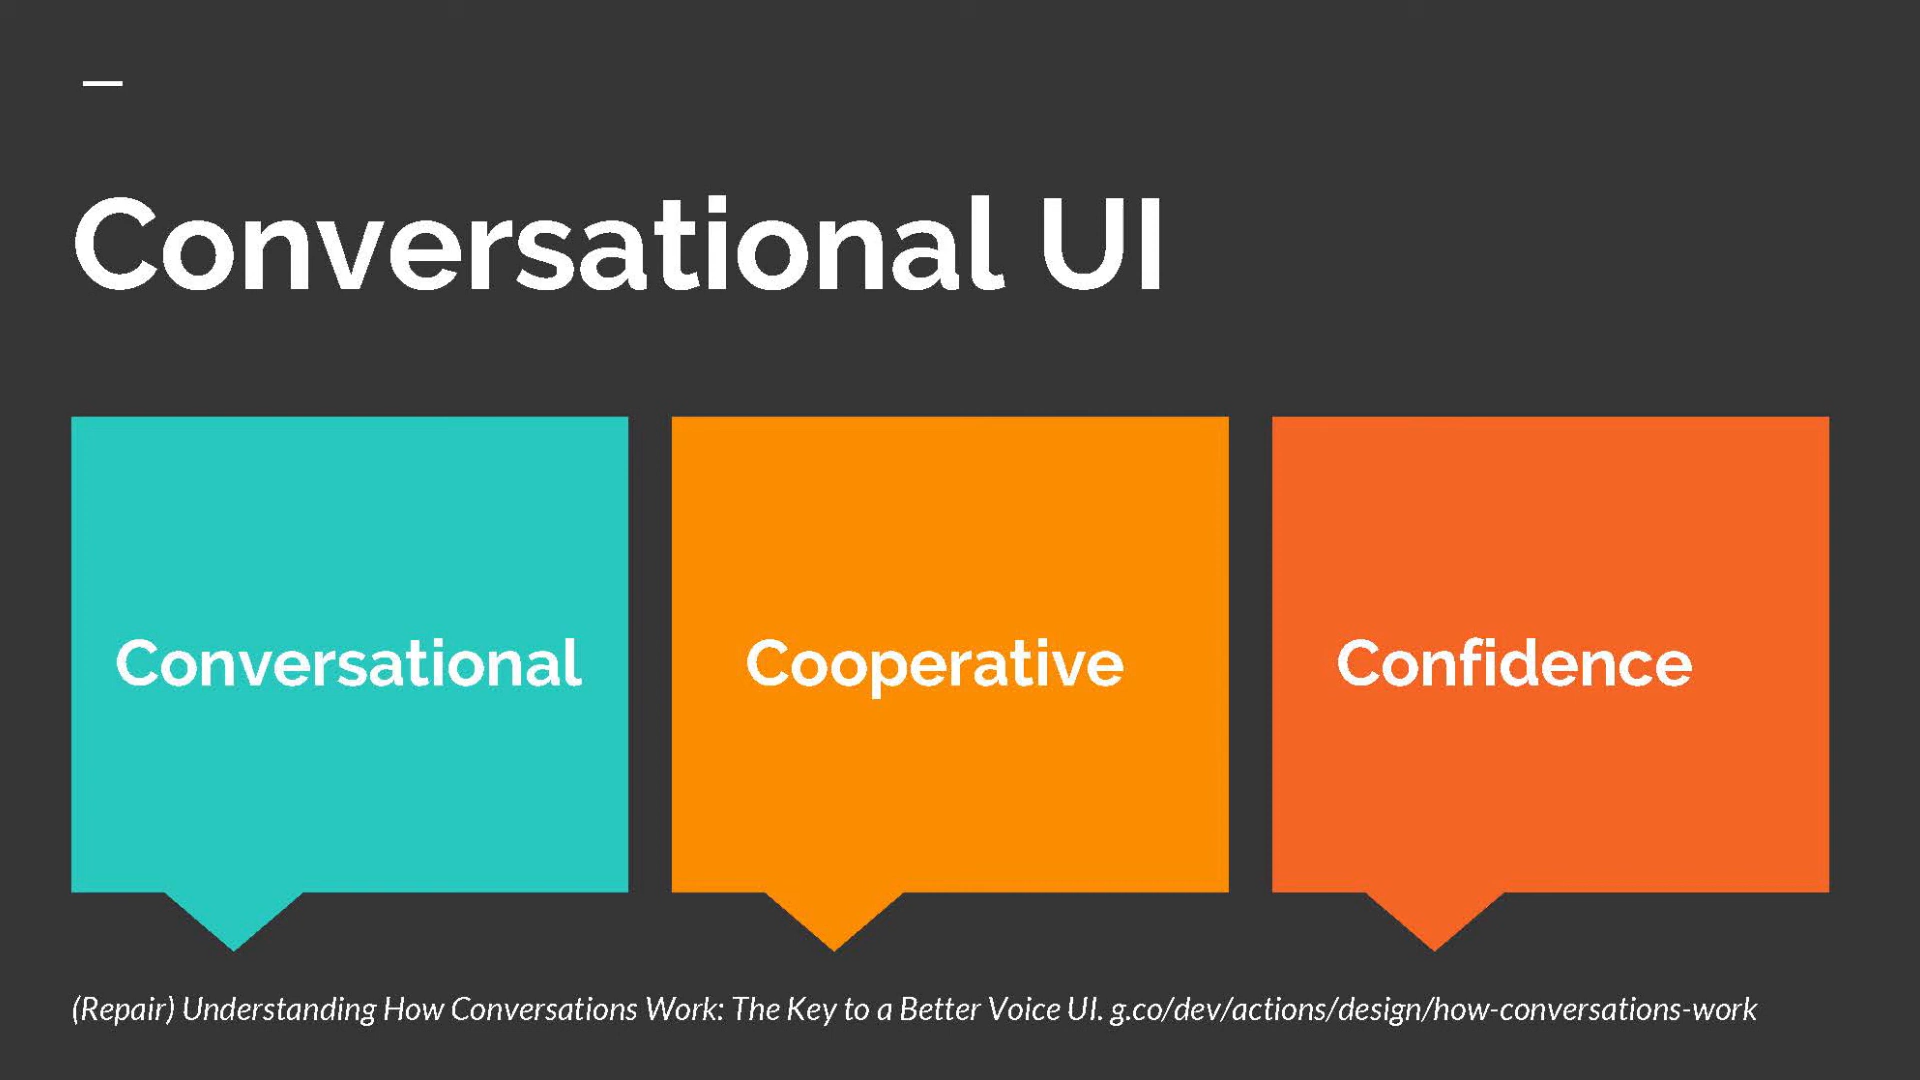 Conversational UI
Conversational
Cooperative
Confidence
(Repair) Understanding How Conversations Work: The Key to a Better Voice UI. g.co/dev/actions/design/how-conversations-work